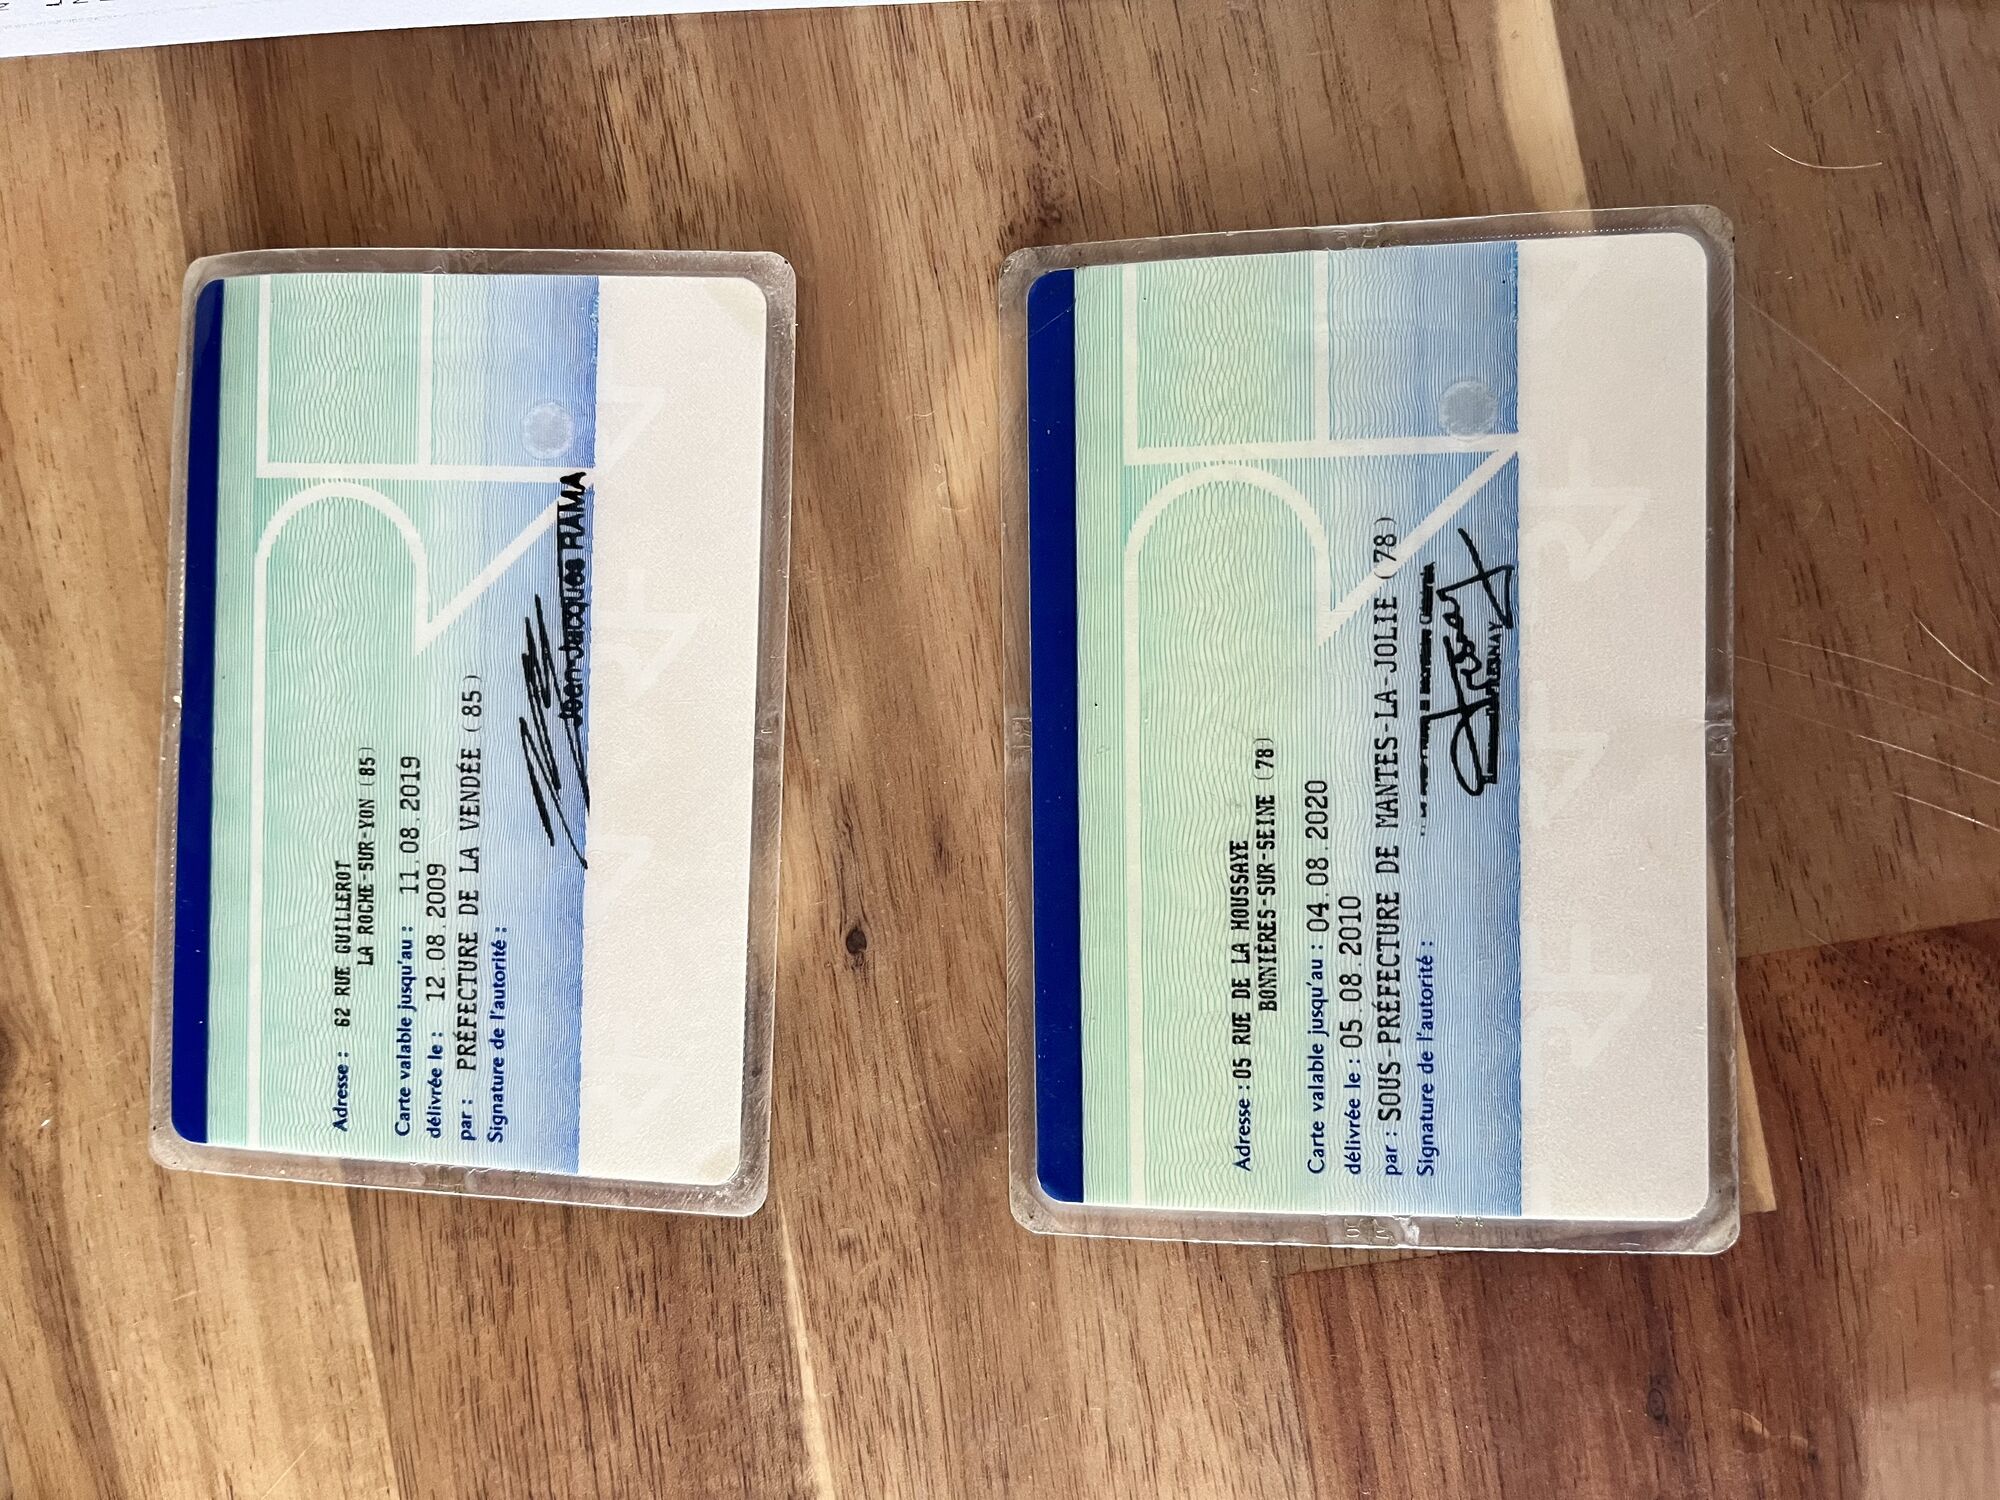 Adresse : 62 RUE GUILLEROT
LA ROCHE-SUR-YON (85)
Carte valable jusqu'au : 11.08.2019
délivrée le : 12.08.2009
par : PRÉFECTURE DE LA VENDÉE (85)
Signature de l'autorité :
Jean-Jacques RAMA
Adresse : 05 RUE DE LA HOUSSAYE
BONNIÈRES-SUR-SEINE (78)
Carte valable jusqu'au : 04.08.2020
délivrée le : 05.08.2010
par : SOUS-PRÉFECTURE DE MANTES-LA-JOLIE (78)
Signature de l'autorité :